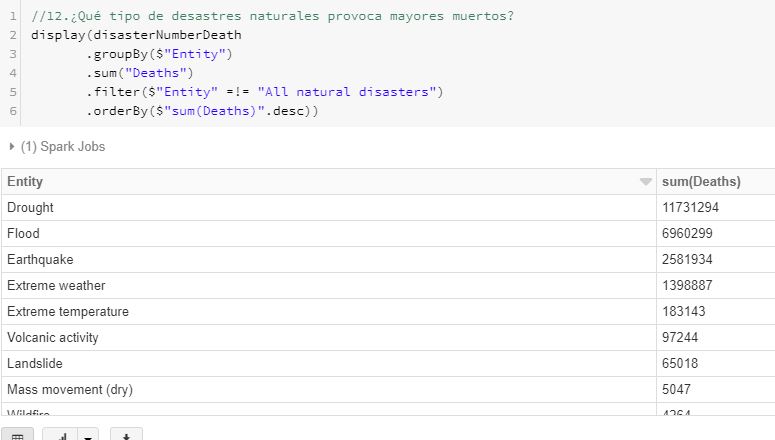 1 //12.¿Qué tipo de desastres naturales provoca mayores muertos?
2 display(disasterNumberDeath
3 .groupBy($"Entity")
4 .sum("Deaths")
5 .filter($"Entity" =!= "All natural disasters")
6 .orderBy($"sum(Deaths)".desc))
(1) Spark Jobs
Entity sum(Deaths)
Drought 11731294
Flood 6960299
Earthquake 2581934
Extreme weather 1398887
Extreme temperature 183143
Volcanic activity 97244
Landslide 65018
Mass movement (dry) 5047
Wildfire